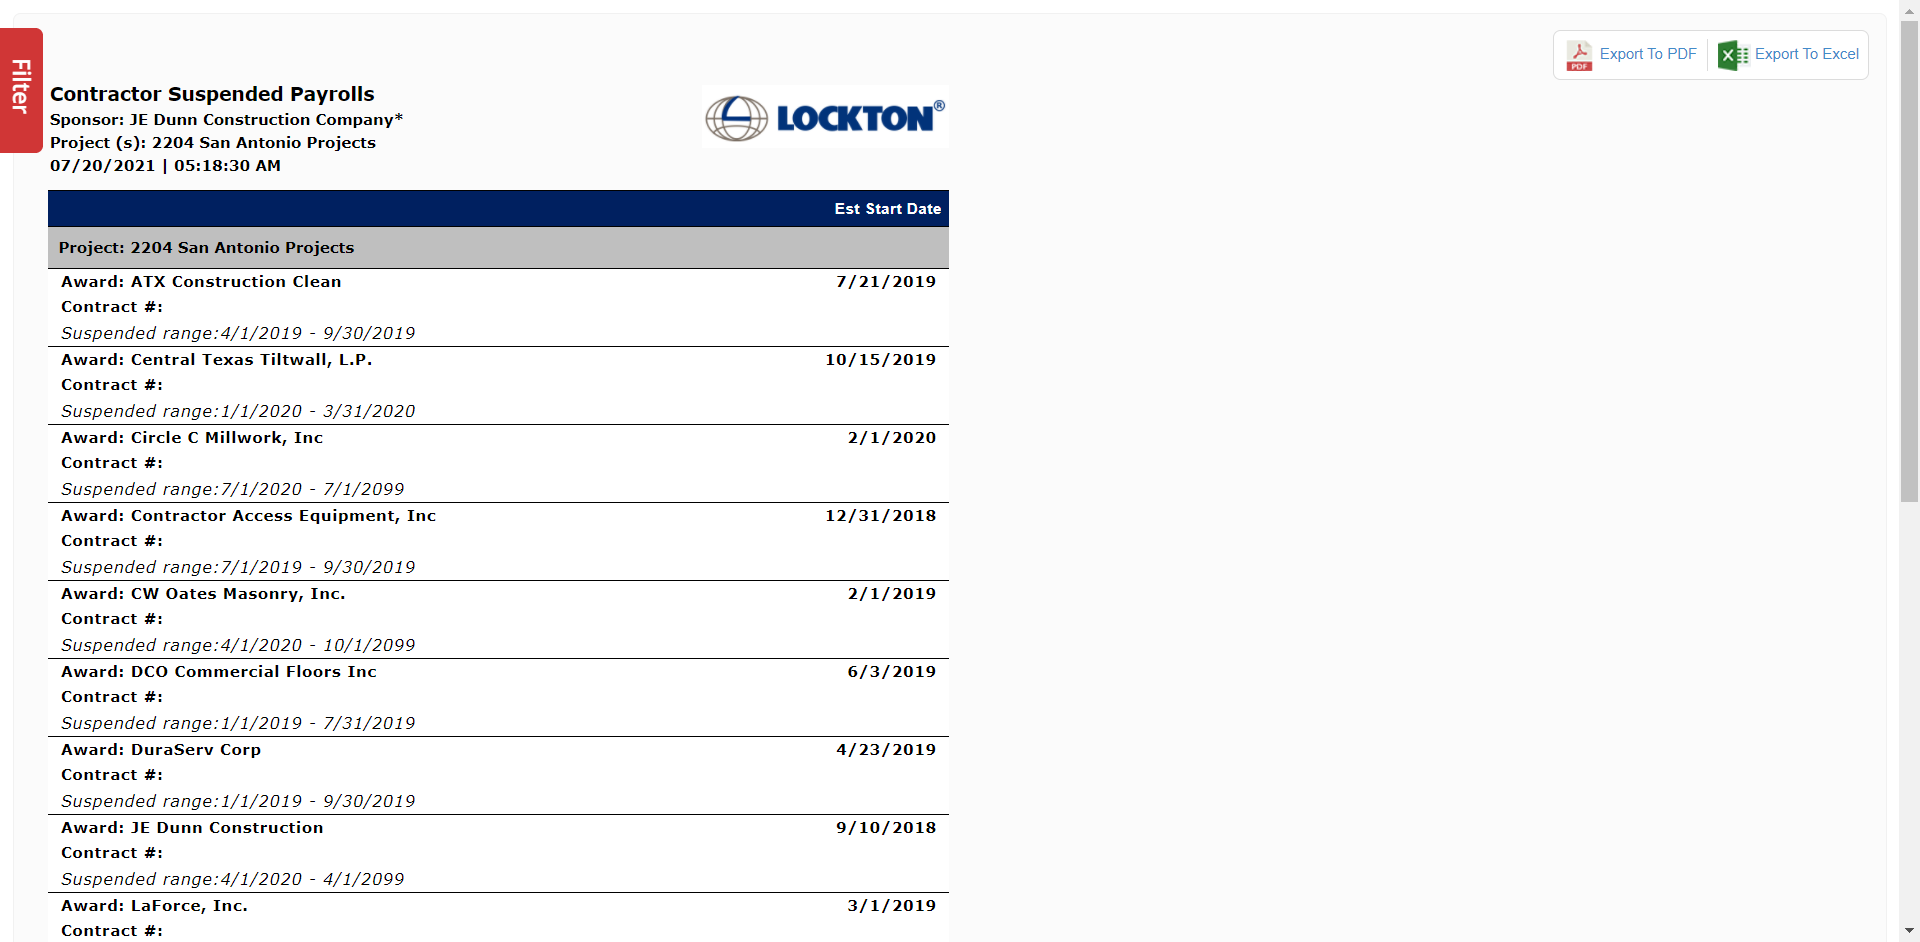 Filter
Export To PDF
Export To Excel
Contractor Suspended Payrolls
Sponsor: JE Dunn Construction Company*
Project (s): 2204 San Antonio Projects
07/20/2021 | 05:18:30 AM
LOCKTON®
Est Start Date
Project: 2204 San Antonio Projects
Award: ATX Construction Clean 7/21/2019
Contract #:
Suspended range:4/1/2019 - 9/30/2019
Award: Central Texas Tiltwall, L.P. 10/15/2019
Contract #:
Suspended range:1/1/2020 - 3/31/2020
Award: Circle C Millwork, Inc 2/1/2020
Contract #:
Suspended range:7/1/2020 - 7/1/2099
Award: Contractor Access Equipment, Inc 12/31/2018
Contract #:
Suspended range:7/1/2019 - 9/30/2019
Award: CW Oates Masonry, Inc. 2/1/2019
Contract #:
Suspended range:4/1/2020 - 10/1/2099
Award: DCO Commercial Floors Inc 6/3/2019
Contract #:
Suspended range:1/1/2019 - 7/31/2019
Award: DuraServ Corp 4/23/2019
Contract #:
Suspended range:1/1/2019 - 9/30/2019
Award: JE Dunn Construction 9/10/2018
Contract #:
Suspended range:4/1/2020 - 4/1/2099
Award: LaForce, Inc. 3/1/2019
Contract #: